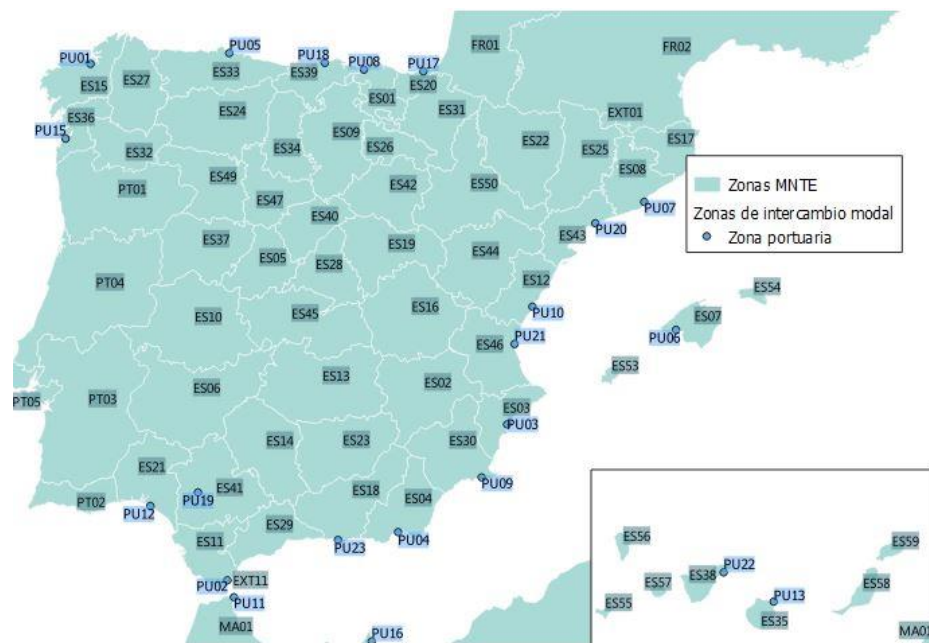 FR01
FR02
PU05
PU18
PU08
PU17
PU01
ES27
ES33
ES39
ES20
ES15
ES01
ES24
ES31
EXT01
ES36
ES09
PU15
ES34
ES26
ES22
ES25
ES17
ES32
ES08
PT01
ES49
ES42
ES50
ES47
ES40
PU07
ES37
ES19
ES43
PU20
ES05
ES28
ES44
PT04
ES12
ES54
ES10
ES45
ES16
PU10
ES07
PU06
ES46
PU21
ES53
ES13
ES06
ES02
PT05
PT03
ES03
PU03
ES14
ES23
ES30
ES21
PU09
PT02
PU19
ES41
ES18
ES04
PU12
ES29
ES11
PU23
PU04
PU02
EXT11
PU11
MA01
PU16
Zonas MNTE
Zonas de intercambio modal
Zona portuaria
ES56
ES59
PU22
ES57
ES38
ES58
ES55
PU13
ES35
MA01